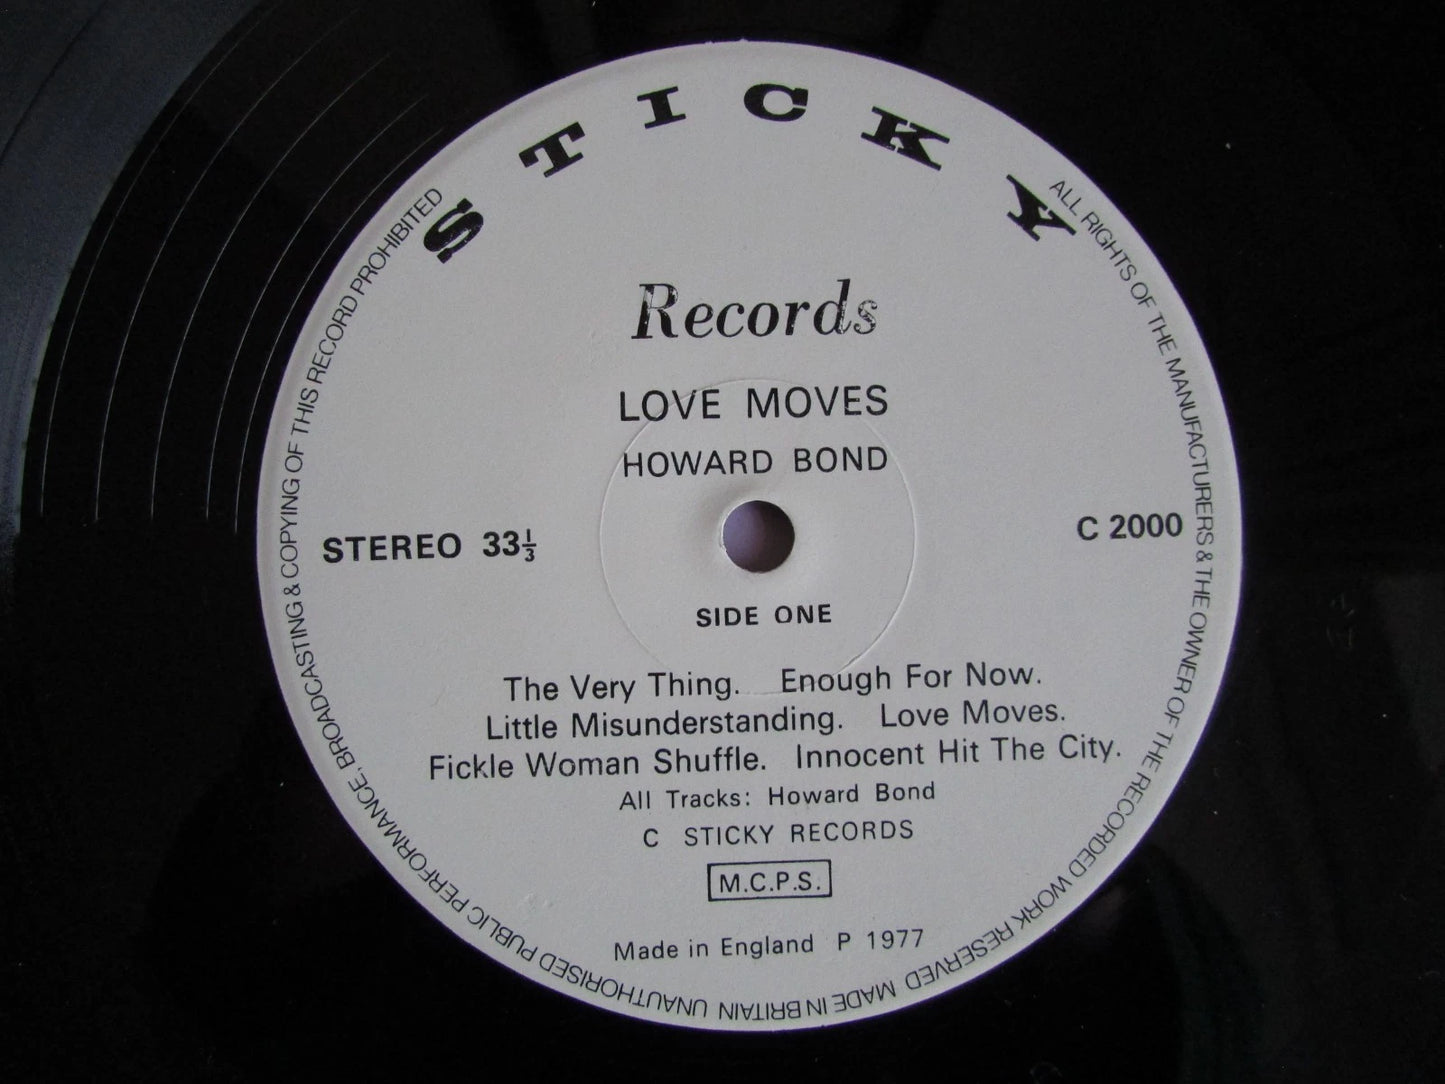 STICKY
Records
LOVE MOVES
HOWARD BOND
STEREO 33⅓
C 2000
SIDE ONE
The Very Thing. Enough For Now.
Little Misunderstanding. Love Moves.
Fickle Woman Shuffle. Innocent Hit The City.
All Tracks: Howard Bond
C STICKY RECORDS
M.C.P.S.
Made in England P 1977
ALL RIGHTS OF THE MANUFACTURERS & THE OWNER OF THE RECORDED WORK RESERVED MADE IN BRITAIN UNAUTHORISED PUBLIC PERFORMANCE, BROADCASTING & COPYING OF THIS RECORD PROHIBITED